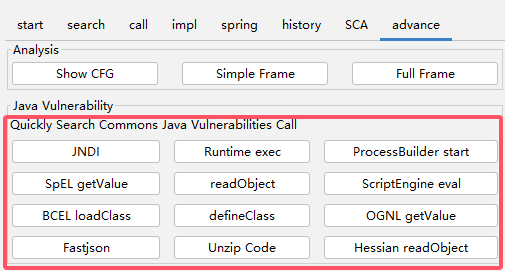 start search call impl spring history SCA advance
Analysis
Show CFG Simple Frame Full Frame
Java Vulnerability
Quickly Search Commons Java Vulnerabilities Call
JNDI Runtime exec ProcessBuilder start
SpEL getValue readObject ScriptEngine eval
BCEL loadClass defineClass OGNL getValue
Fastjson Unzip Code Hessian readObject